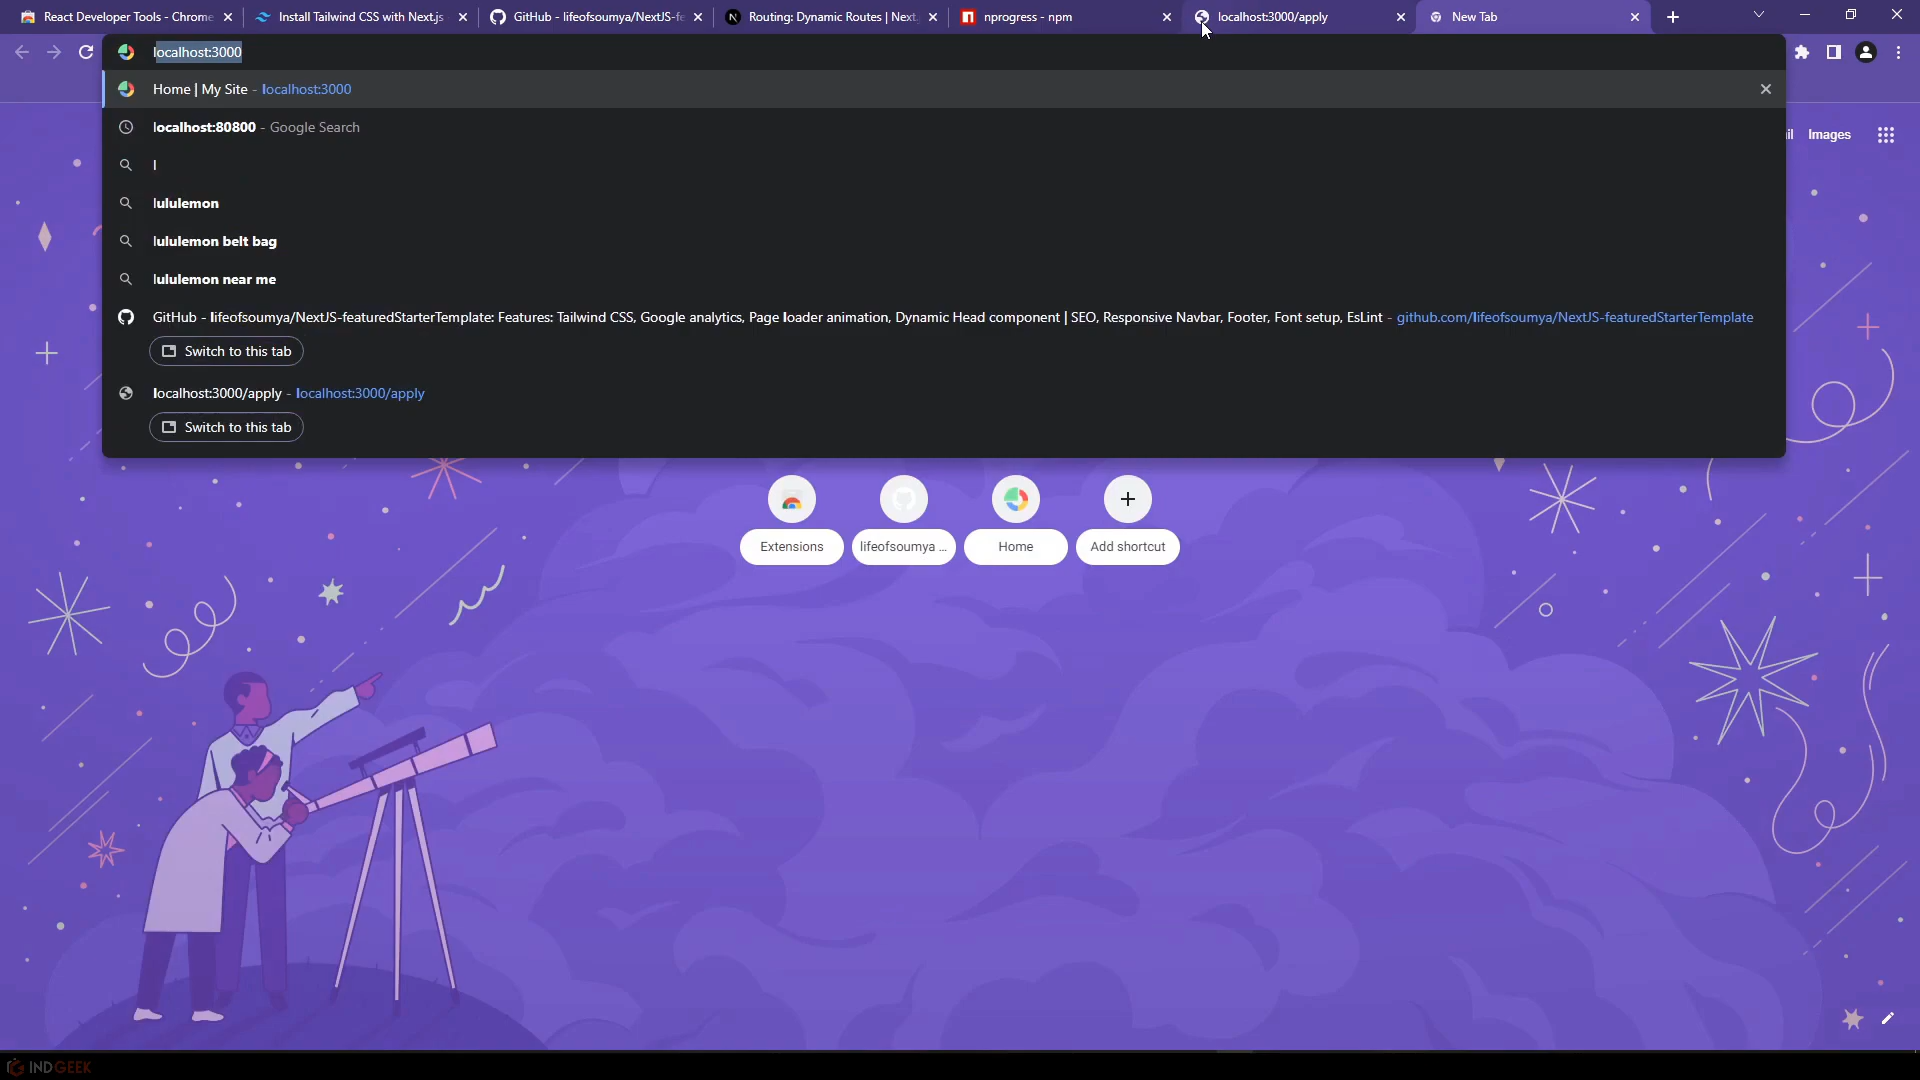 React Developer Tools - Chrome
Install Tailwind CSS with Next.js
GitHub - lifeofsoumya/NextJS-fe
Routing: Dynamic Routes | Next.
nprogress - npm
localhost:3000/apply
New Tab
localhost:3000
Home | My Site - localhost:3000
localhost:80800 - Google Search
l
lululemon
lululemon belt bag
lululemon near me
GitHub - lifeofsoumya/NextJS-featuredStarterTemplate: Features: Tailwind CSS, Google analytics, Page loader animation, Dynamic Head component | SEO, Responsive Navbar, Footer, Font setup, EsLint - github.com/lifeofsoumya/NextJS-featuredStarterTemplate
Switch to this tab
localhost:3000/apply - localhost:3000/apply
Switch to this tab
Images
Extensions
lifeofsoumya ...
Home
Add shortcut
INDGEEK